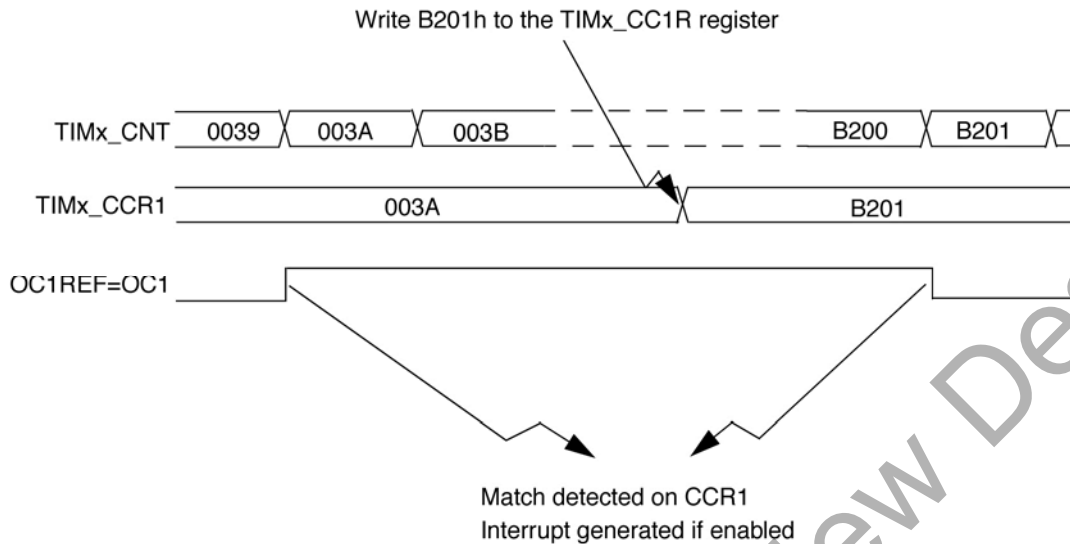 Write B201h to the TIMx_CC1R register
TIMx_CNT 0039 003A 003B B200 B201
TIMx_CCR1 003A B201
OC1REF=OC1
Match detected on CCR1
Interrupt generated if enabled